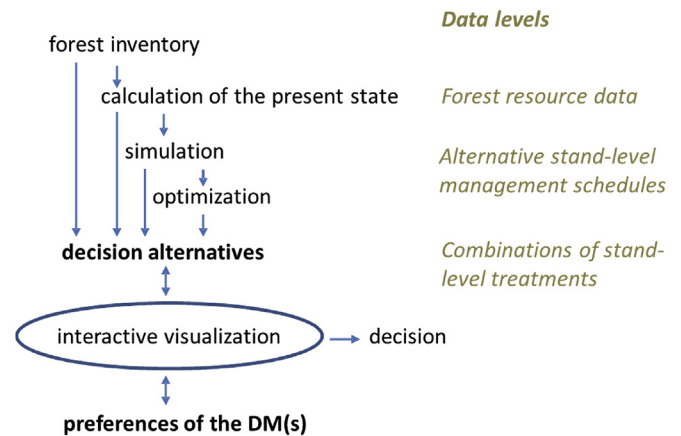 Data levels
forest inventory
calculation of the present state
Forest resource data
simulation
Alternative stand-level
management schedules
optimization
decision alternatives
Combinations of stand-
level treatments
interactive visualization
decision
preferences of the DM(s)